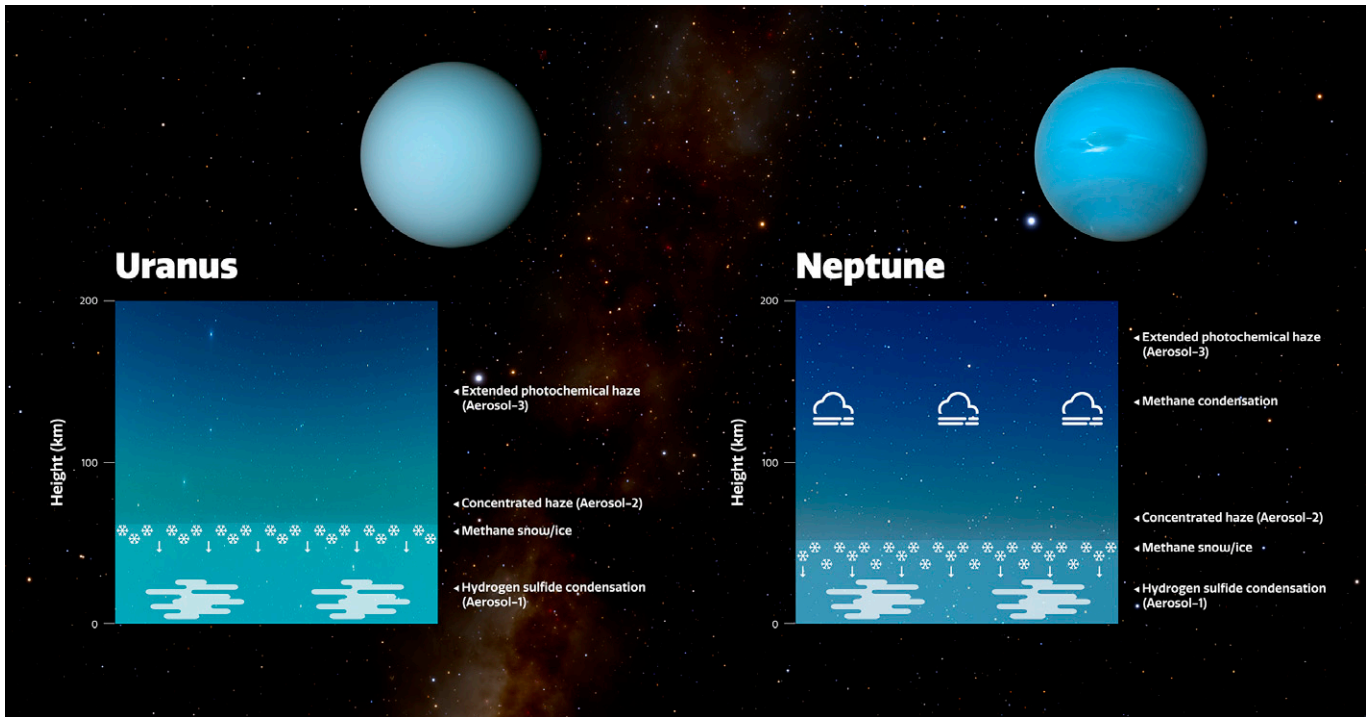 Uranus
200
100
0
Height (km)
Extended photochemical haze
(Aerosol-3)
Concentrated haze (Aerosol-2)
Methane snow/ice
Hydrogen sulfide condensation
(Aerosol-1)
Neptune
200
100
0
Height (km)
Extended photochemical haze
(Aerosol-3)
Methane condensation
Concentrated haze (Aerosol-2)
Methane snow/ice
Hydrogen sulfide condensation
(Aerosol-1)